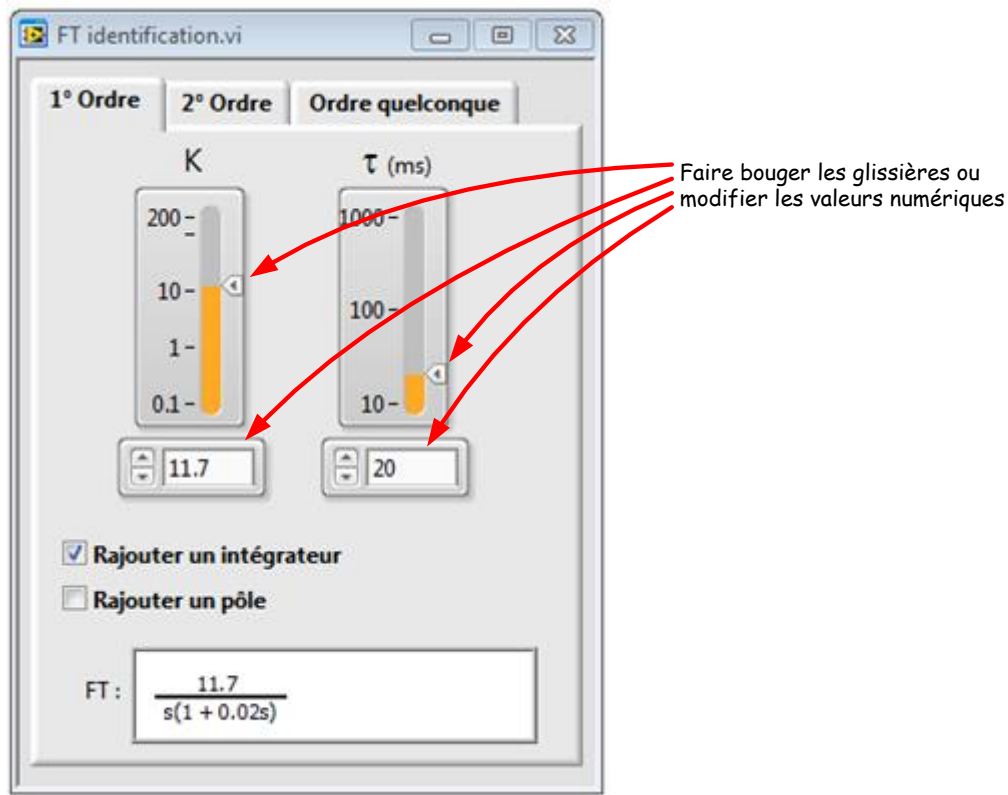 FT identification.vi
1° Ordre
2° Ordre
Ordre quelconque
K
τ (ms)
200
10
1
0.1
1000
100
10
11.7
20
Faire bouger les glissières ou
modifier les valeurs numériques
Rajouter un intégrateur
Rajouter un pôle
FT :
11.7
s(1 + 0.02s)